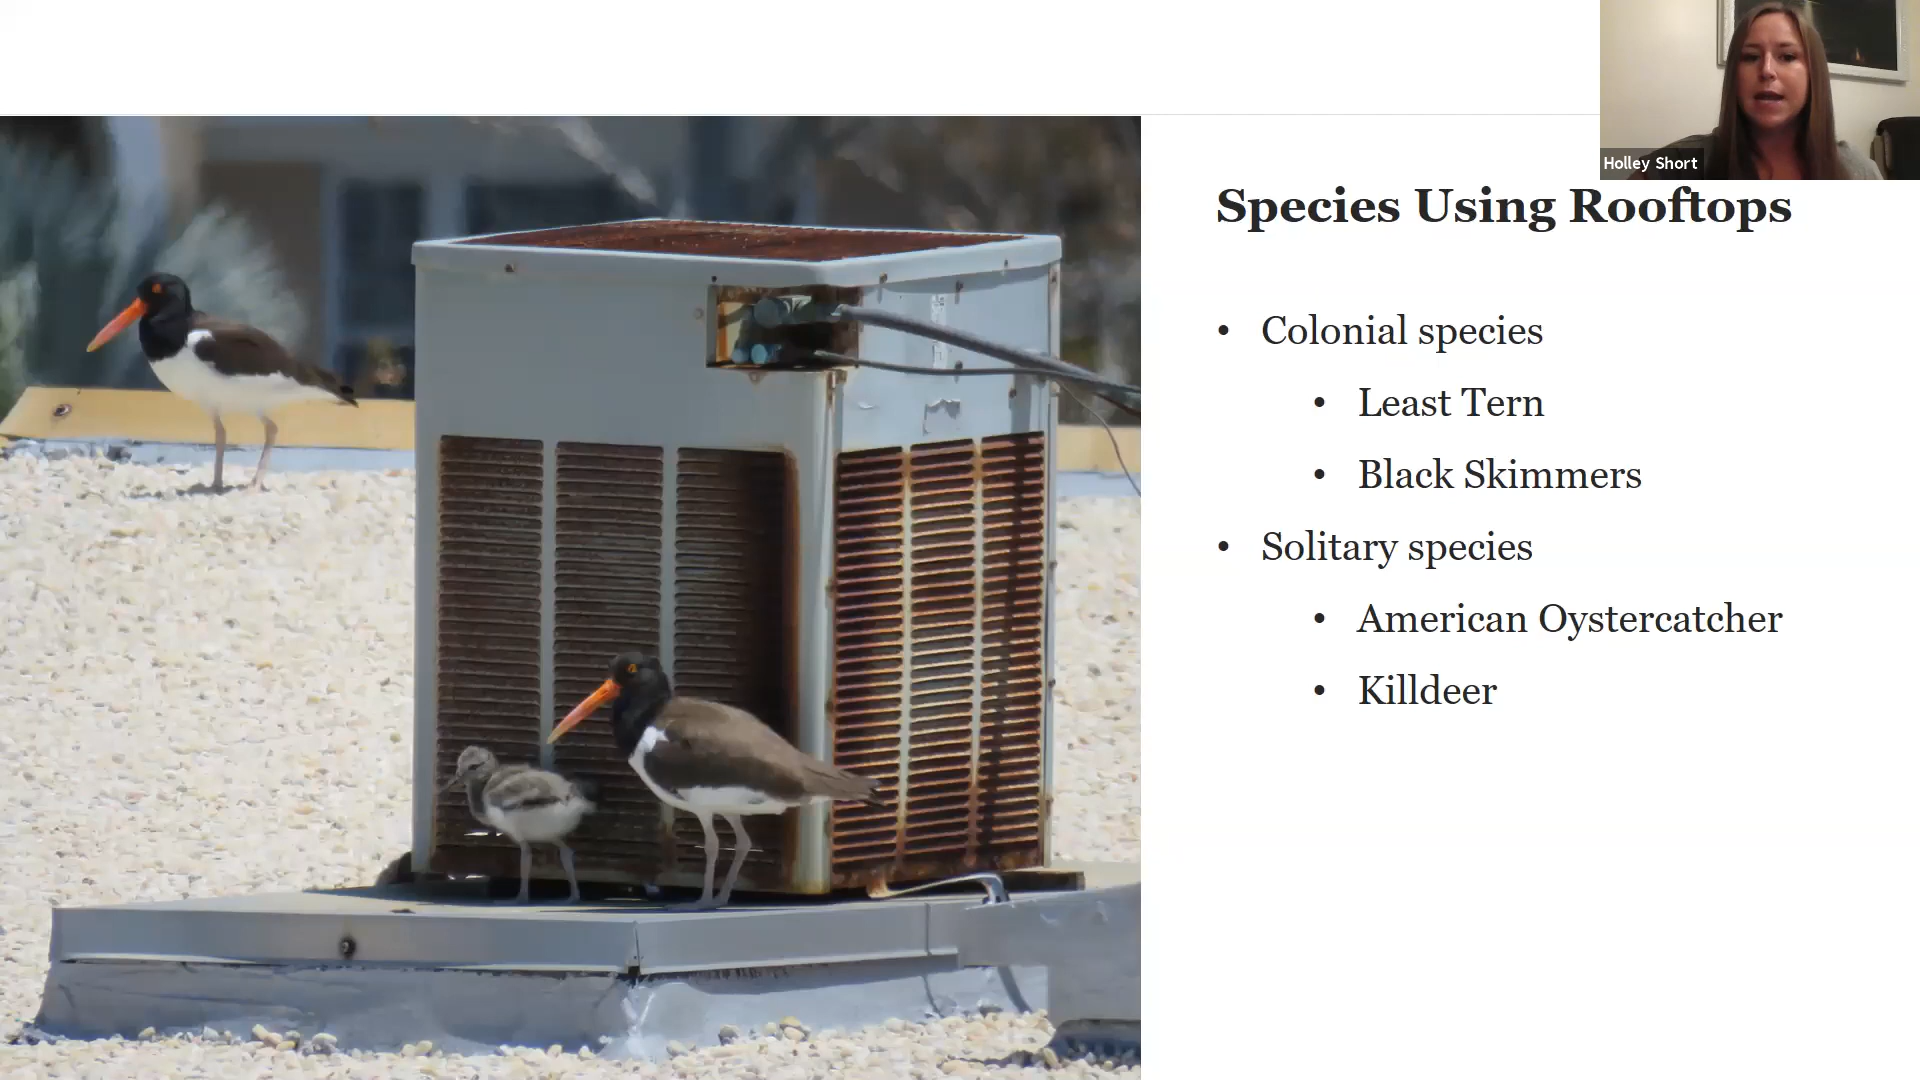 Holley Short
Species Using Rooftops
• Colonial species
• Least Tern
• Black Skimmers
• Solitary species
• American Oystercatcher
• Killdeer